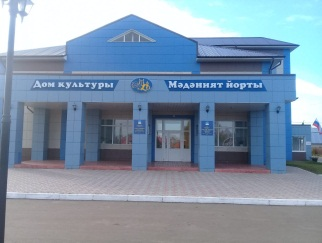 Дом культуры
Мәдәният йорты